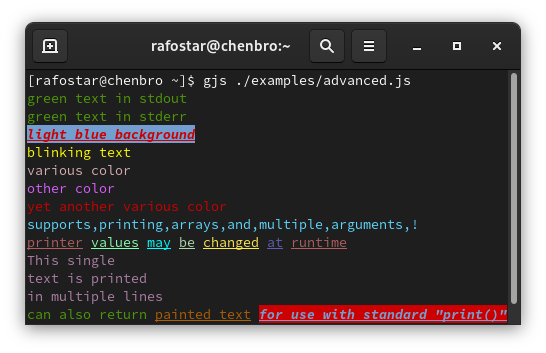 rafostar@chenbro:~
[rafostar@chenbro ~]$ gjs ./examples/advanced.js
green text in stdout
green text in stderr
light blue background
blinking text
various color
other color
yet another various color
supports,printing,arrays,and,multiple,arguments,!
printer values may be changed at runtime
This single
text is printed
in multiple lines
can also return painted text for use with standard "print()"